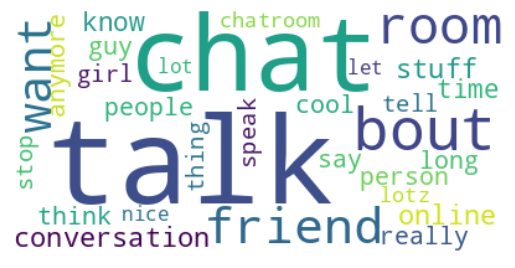 know
chatroom
room
chat
want
anymore
guy
girl
lot
let
stuff
time
people
cool
tell
bout
talk
speak
thing
stop
say
long
person
lotz
think
nice
friend
online
conversation
really